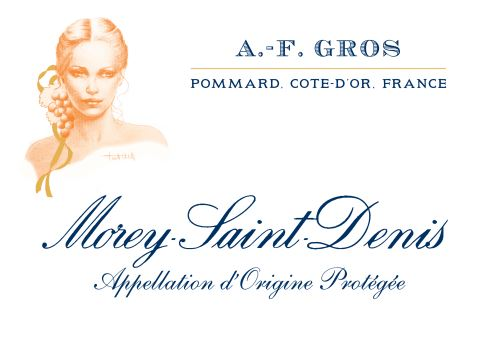 A.-F. GROS
POMMARD, COTE-D'OR, FRANCE
Morey-Saint-Denis
Appellation d'Origine Protégée